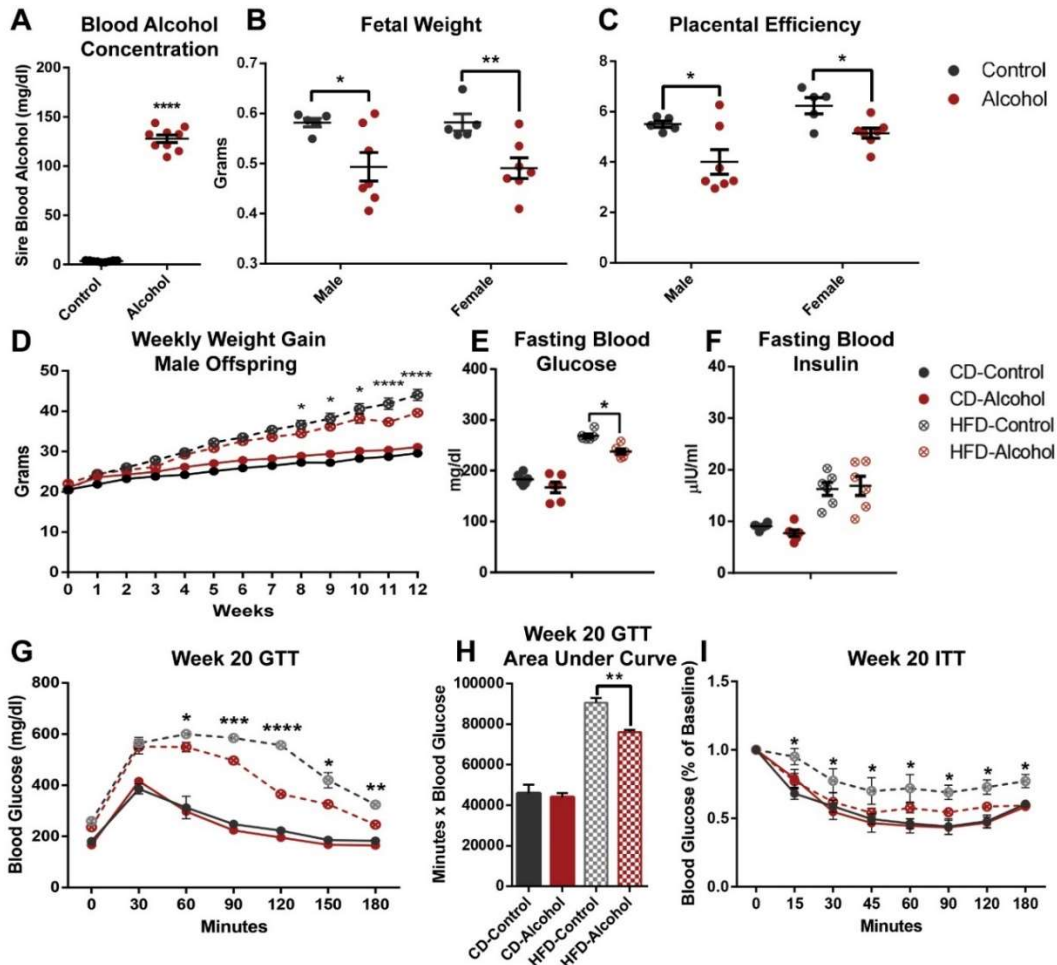 A
Blood Alcohol
Concentration
Sire Blood Alcohol (mg/dl)
200
150
100
50
0
****
Control
Alcohol
B
Fetal Weight
Grams
0.7
0.6
0.5
0.4
0.3
*
**
Male
Female
C
Placental Efficiency
8
6
4
2
0
*
*
Male
Female
Control
Alcohol
D
Weekly Weight Gain
Male Offspring
Grams
50
40
30
20
10
0
* * * **** ****
0 1 2 3 4 5 6 7 8 9 10 11 12
Weeks
E
Fasting Blood
Glucose
mg/dl
400
300
200
100
0
*
F
Fasting Blood
Insulin
µIU/ml
40
30
20
10
0
CD-Control
CD-Alcohol
HFD-Control
HFD-Alcohol
G
Week 20 GTT
Blood Glucose (mg/dl)
800
600
400
200
0
* *** **** * **
0 30 60 90 120 150 180
Minutes
H
Week 20 GTT
Area Under Curve
Minutes x Blood Glucose
100000
80000
60000
40000
20000
0
**
CD-Control
CD-Alcohol
HFD-Control
HFD-Alcohol
I
Week 20 ITT
Blood Glucose (% of Baseline)
1.5
1.0
0.5
0.0
* * * * * * *
0 15 30 45 60 90 120 180
Minutes